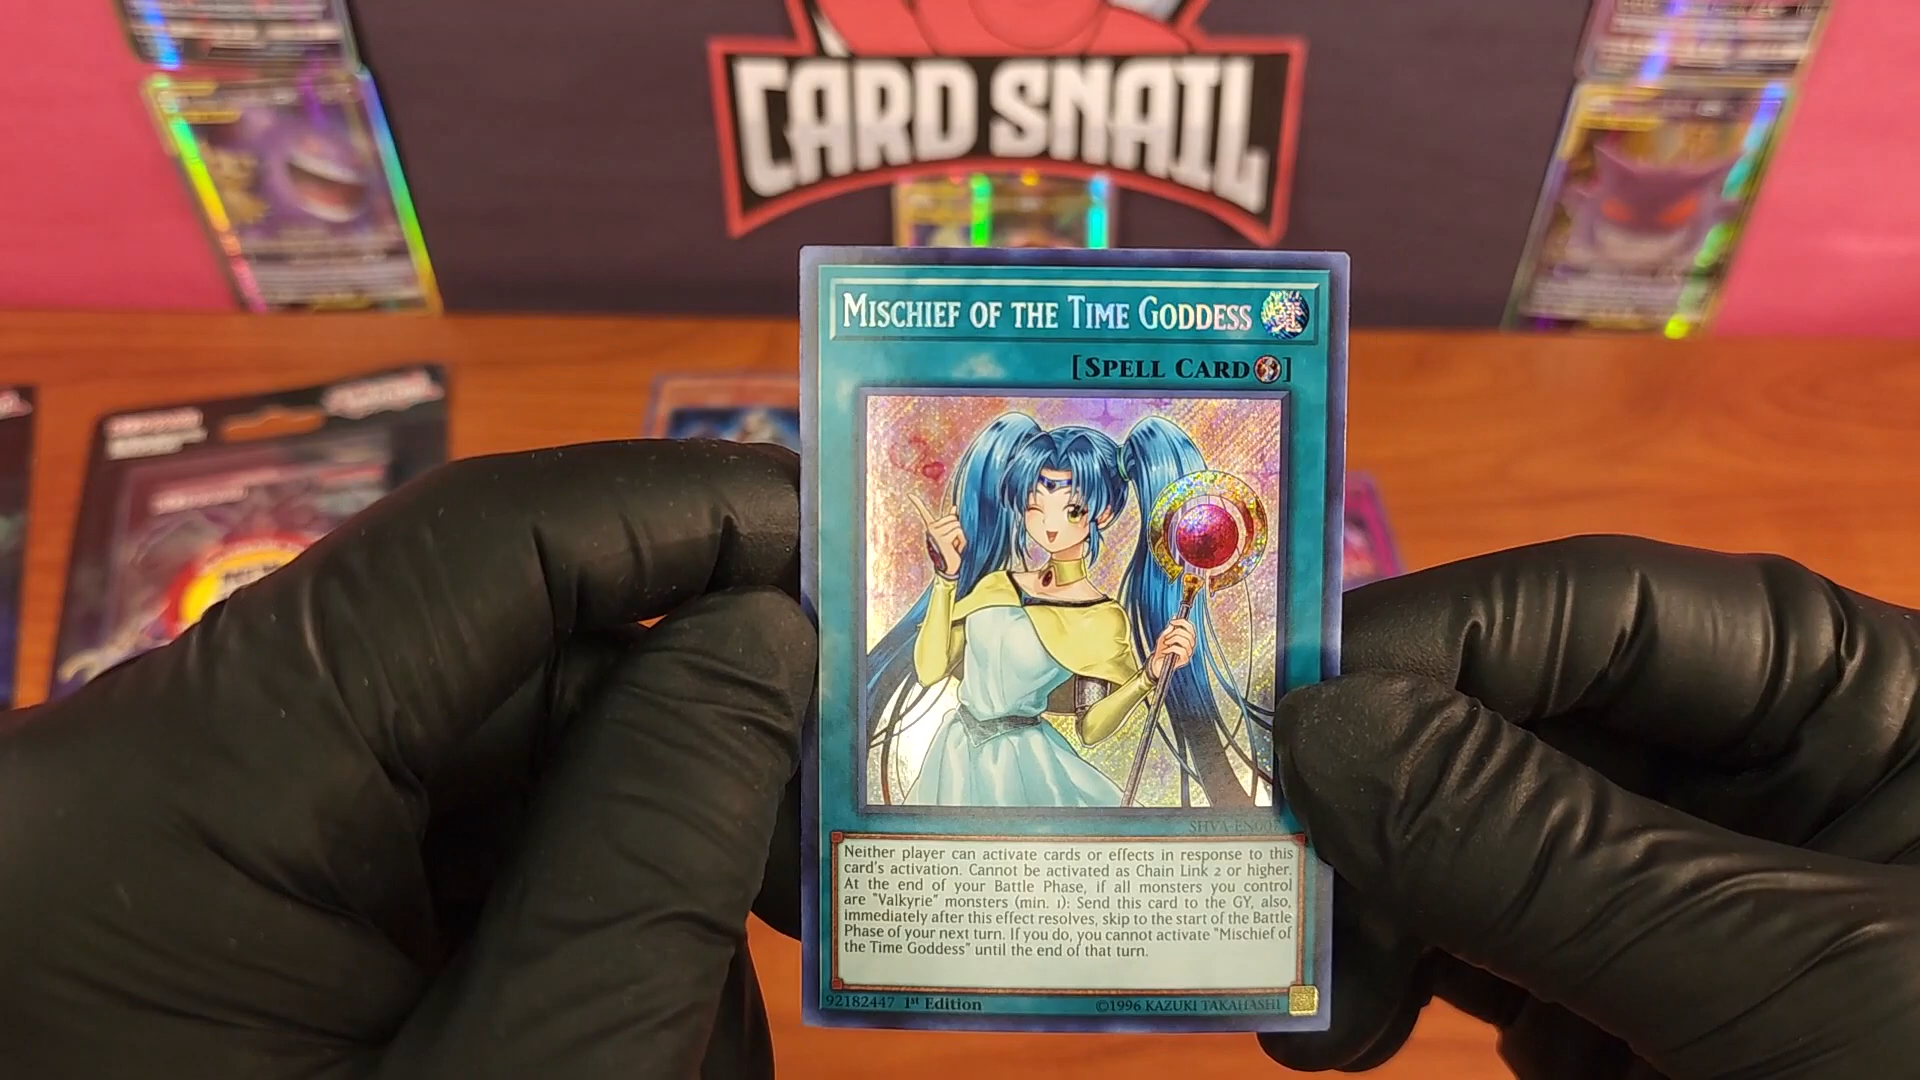 CARD SNAIL
MISCHIEF OF THE TIME GODDESS
[SPELL CARD]
Neither player can activate cards or effects in response to this
card's activation. Cannot be activated as Chain Link 2 or higher.
At the end of your Battle Phase, if all monsters you control
are "Valkyrie" monsters (min. 1): Send this card to the GY, also,
immediately after this effect resolves, skip to the start of the Battle
Phase of your next turn. If you do, you cannot activate "Mischief of
the Time Goddess" until the end of that turn.
92182447 1st Edition
©1996 KAZUKI TAKAHASHI